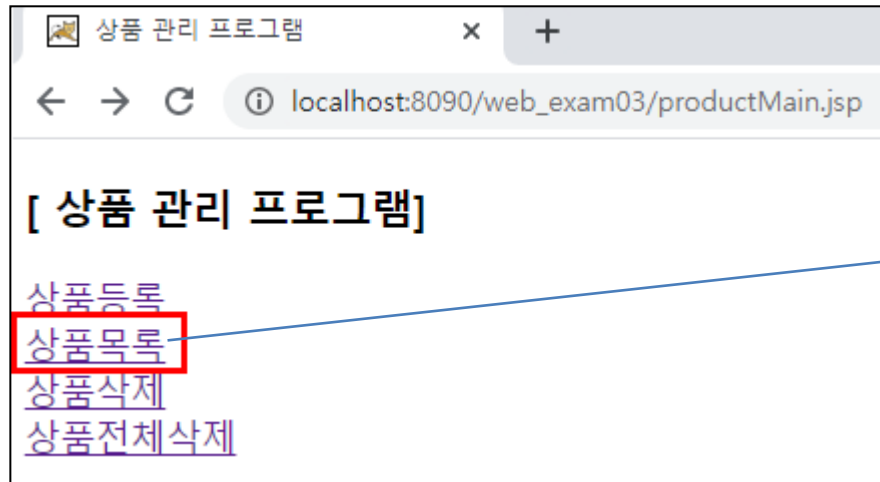 상품 관리 프로그램
localhost:8090/web_exam03/productMain.jsp
[ 상품 관리 프로그램]
상품등록
상품목록
상품삭제
상품전체삭제